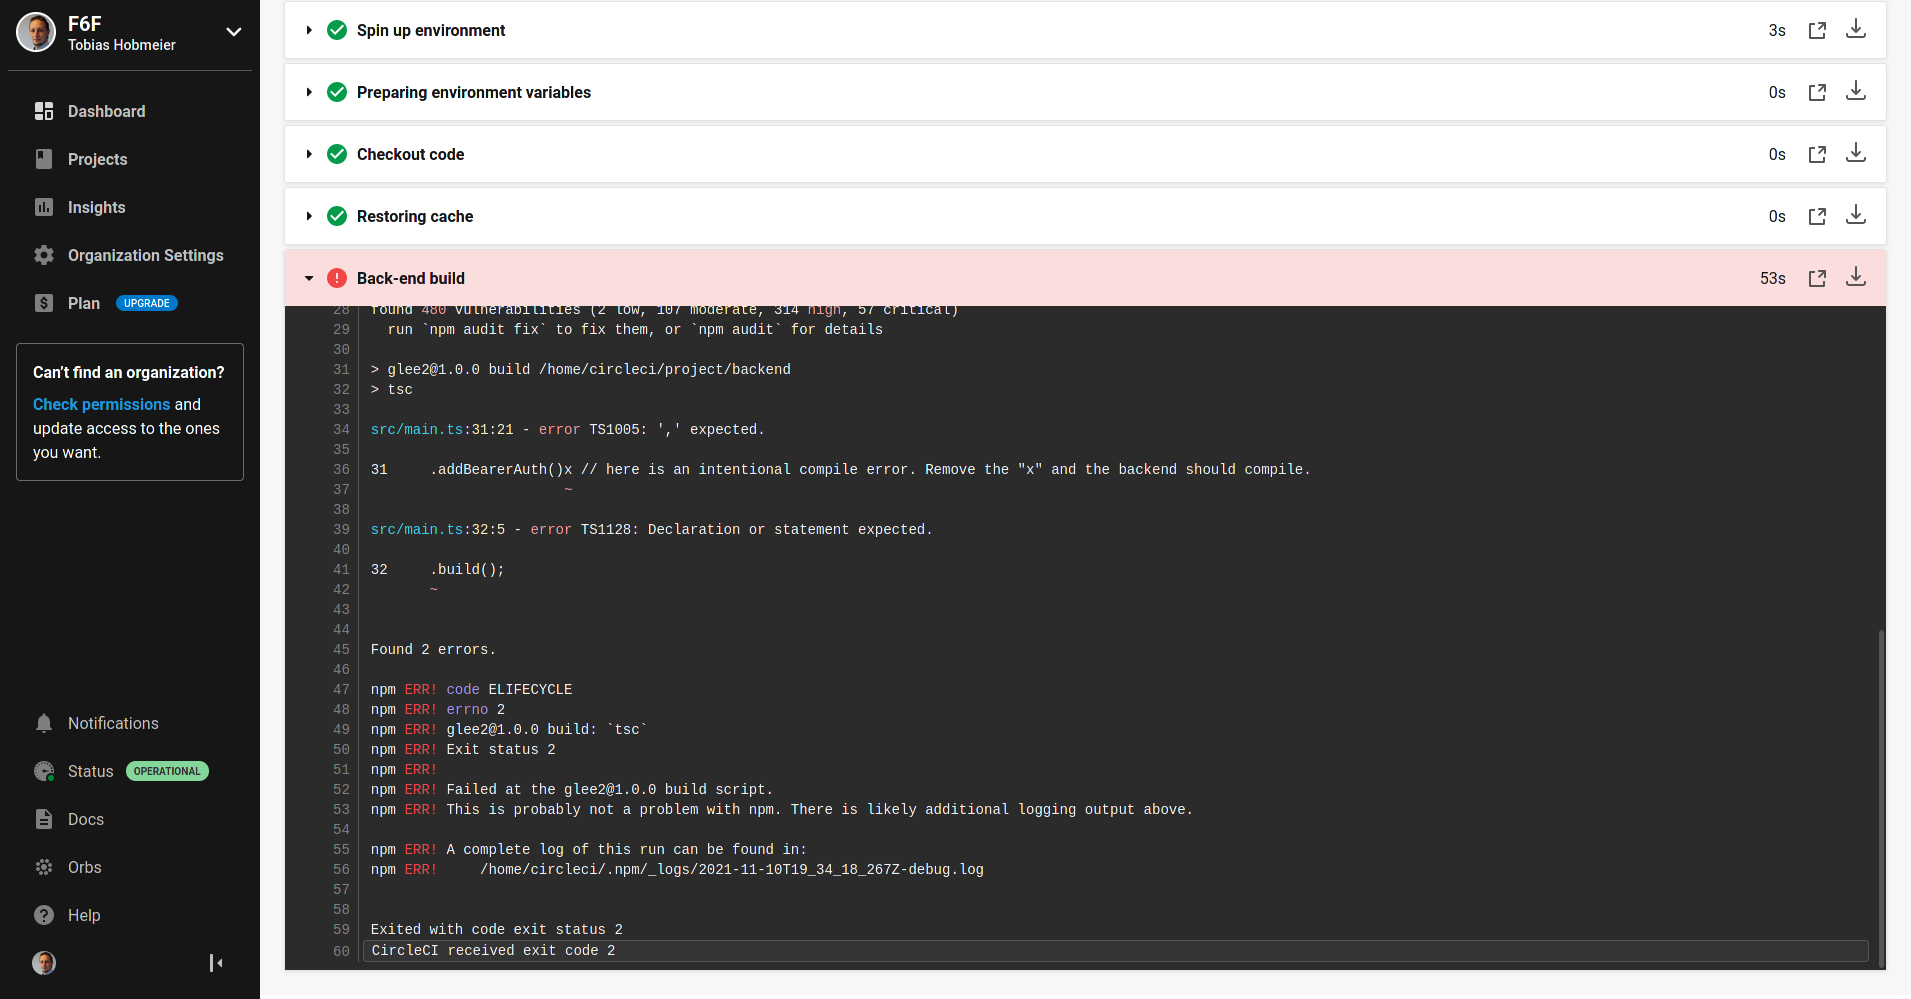 F6F
Tobias Hobmeier
Dashboard
Projects
Insights
Organization Settings
Plan UPGRADE
Can't find an organization?
Check permissions and
update access to the ones
you want.
Notifications
Status OPERATIONAL
Docs
Orbs
Help
Spin up environment 3s
Preparing environment variables 0s
Checkout code 0s
Restoring cache 0s
Back-end build 53s
28 found 480 vulnerabilities (2 low, 107 moderate, 314 high, 57 critical)
29 run `npm audit fix` to fix them, or `npm audit` for details
30
31 > glee2@1.0.0 build /home/circleci/project/backend
32 > tsc
33
34 src/main.ts:31:21 - error TS1005: ',' expected.
35
36 31 .addBearerAuth()x // here is an intentional compile error. Remove the "x" and the backend should compile.
37 ~
38
39 src/main.ts:32:5 - error TS1128: Declaration or statement expected.
40
41 32 .build();
42 ~
43
44
45 Found 2 errors.
46
47 npm ERR! code ELIFECYCLE
48 npm ERR! errno 2
49 npm ERR! glee2@1.0.0 build: `tsc`
50 npm ERR! Exit status 2
51 npm ERR!
52 npm ERR! Failed at the glee2@1.0.0 build script.
53 npm ERR! This is probably not a problem with npm. There is likely additional logging output above.
54
55 npm ERR! A complete log of this run can be found in:
56 npm ERR! /home/circleci/.npm/_logs/2021-11-10T19_34_18_267Z-debug.log
57
58
59 Exited with code exit status 2
60 CircleCI received exit code 2